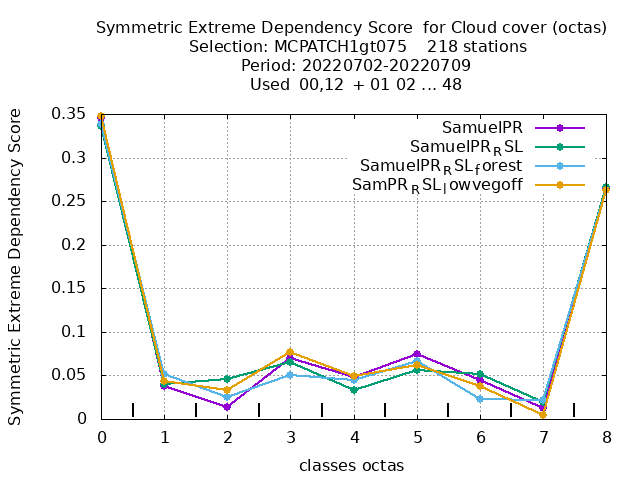 Symmetric Extreme Dependency Score  for Cloud cover (octas)
Selection: MCPATCH1gt075    218 stations
Period: 20220702-20220709
Used  00,12  + 01 02 ... 48
Symmetric Extreme Dependency Score
0.35
0.3
0.25
0.2
0.15
0.1
0.05
0
SamuelPR
SamuelPR_RSL
SamuelPR_RSL_forest
SamPR_RSL_lowvegoff
0 1 2 3 4 5 6 7 8
classes octas